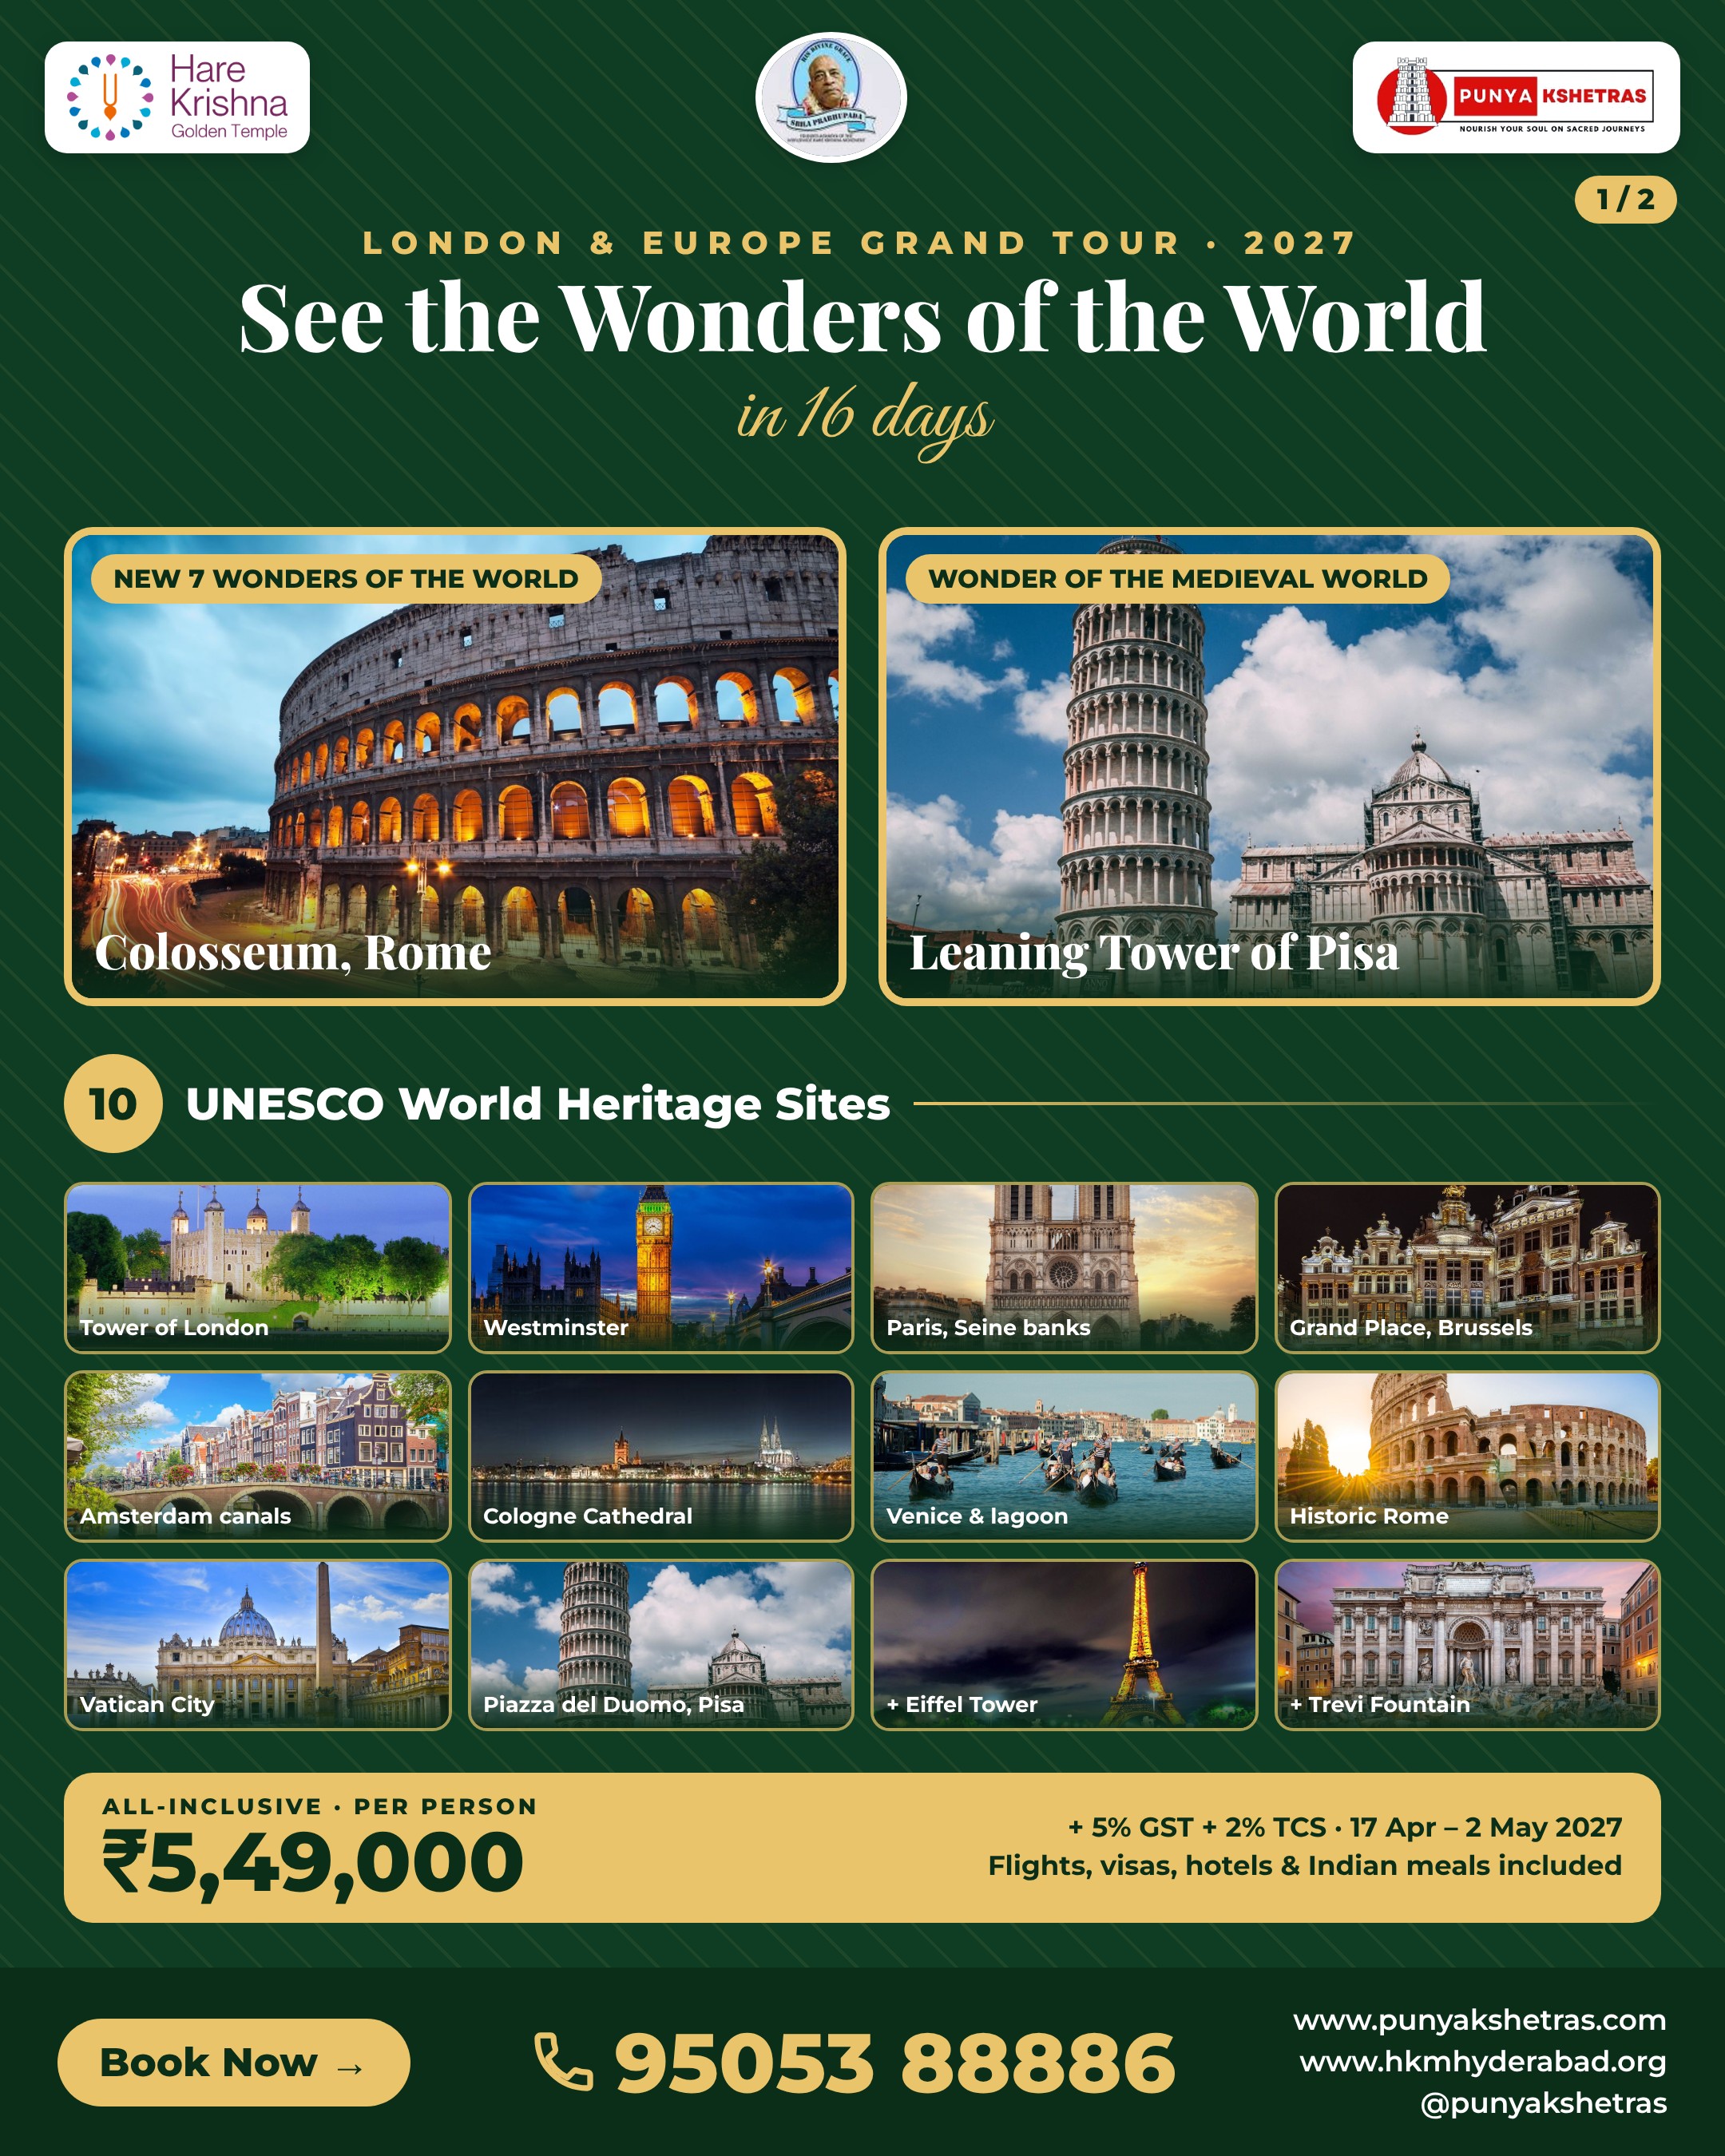 Hare
Krishna
Golden Temple
HIS DIVINE GRACE
SRILA PRABHUPADA
PUNYA KSHETRAS
NOURISH YOUR SOUL ON SACRED JOURNEYS
1 / 2
LONDON & EUROPE GRAND TOUR · 2027
See the Wonders of the World
in 16 days
NEW 7 WONDERS OF THE WORLD
WONDER OF THE MEDIEVAL WORLD
Colosseum, Rome
Leaning Tower of Pisa
10 UNESCO World Heritage Sites
Tower of London
Westminster
Paris, Seine banks
Grand Place, Brussels
Amsterdam canals
Cologne Cathedral
Venice & lagoon
Historic Rome
Vatican City
Piazza del Duomo, Pisa
+ Eiffel Tower
+ Trevi Fountain
ALL-INCLUSIVE · PER PERSON
₹5,49,000
+ 5% GST + 2% TCS · 17 Apr – 2 May 2027
Flights, visas, hotels & Indian meals included
Book Now →
95053 88886
www.punyakshetras.com
www.hkmhyderabad.org
@punyakshetras